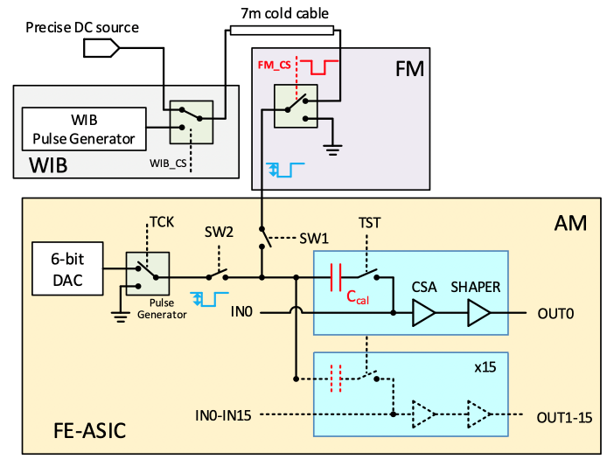 7m cold cable
Precise DC source
FM_CS
FM
WIB
Pulse Generator
WIB_CS
WIB
AM
TCK
SW2
SW1
TST
6-bit
DAC
Pulse
Generator
Ccal
CSA
SHAPER
IN0
OUT0
x15
IN0-IN15
OUT1-15
FE-ASIC